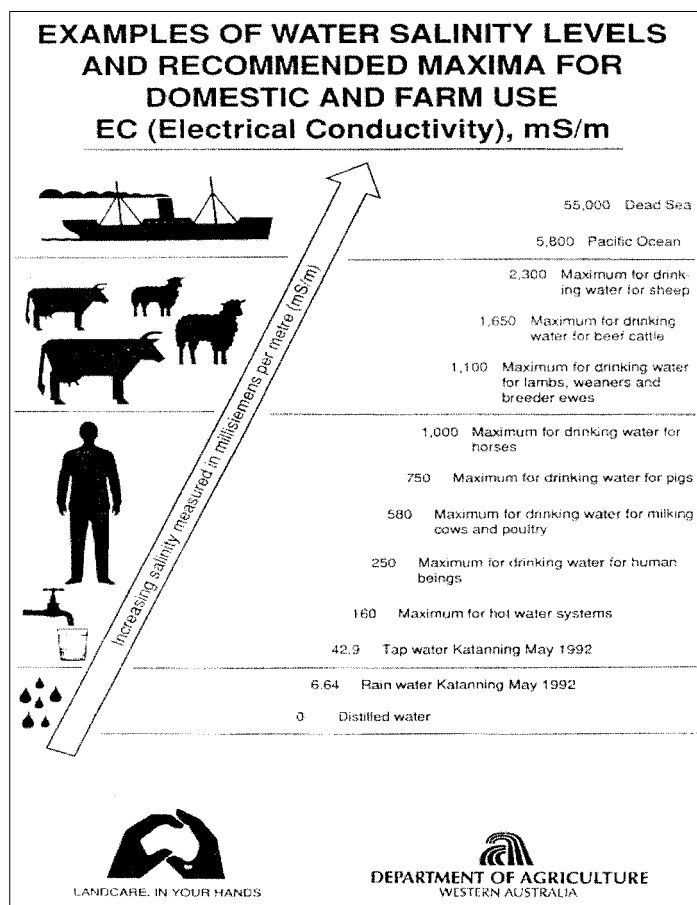 EXAMPLES OF WATER SALINITY LEVELS
AND RECOMMENDED MAXIMA FOR
DOMESTIC AND FARM USE
EC (Electrical Conductivity), mS/m
55,000 Dead Sea
5,800 Pacific Ocean
2,300 Maximum for drink-
ing water for sheep
1,650 Maximum for drinking
water for beef cattle
1,100 Maximum for drinking water
for lambs, weaners and
breeder ewes
1,000 Maximum for drinking water for
horses
750 Maximum for drinking water for pigs
580 Maximum for drinking water for milking
cows and poultry
250 Maximum for drinking water for human
beings
160 Maximum for hot water systems
42.9 Tap water Katanning May 1992
6.64 Rain water Katanning May 1992
0 Distilled water
Increasing salinity measured in millisiemens per metre (mS/m)
LANDCARE. IN YOUR HANDS
DEPARTMENT OF AGRICULTURE
WESTERN AUSTRALIA